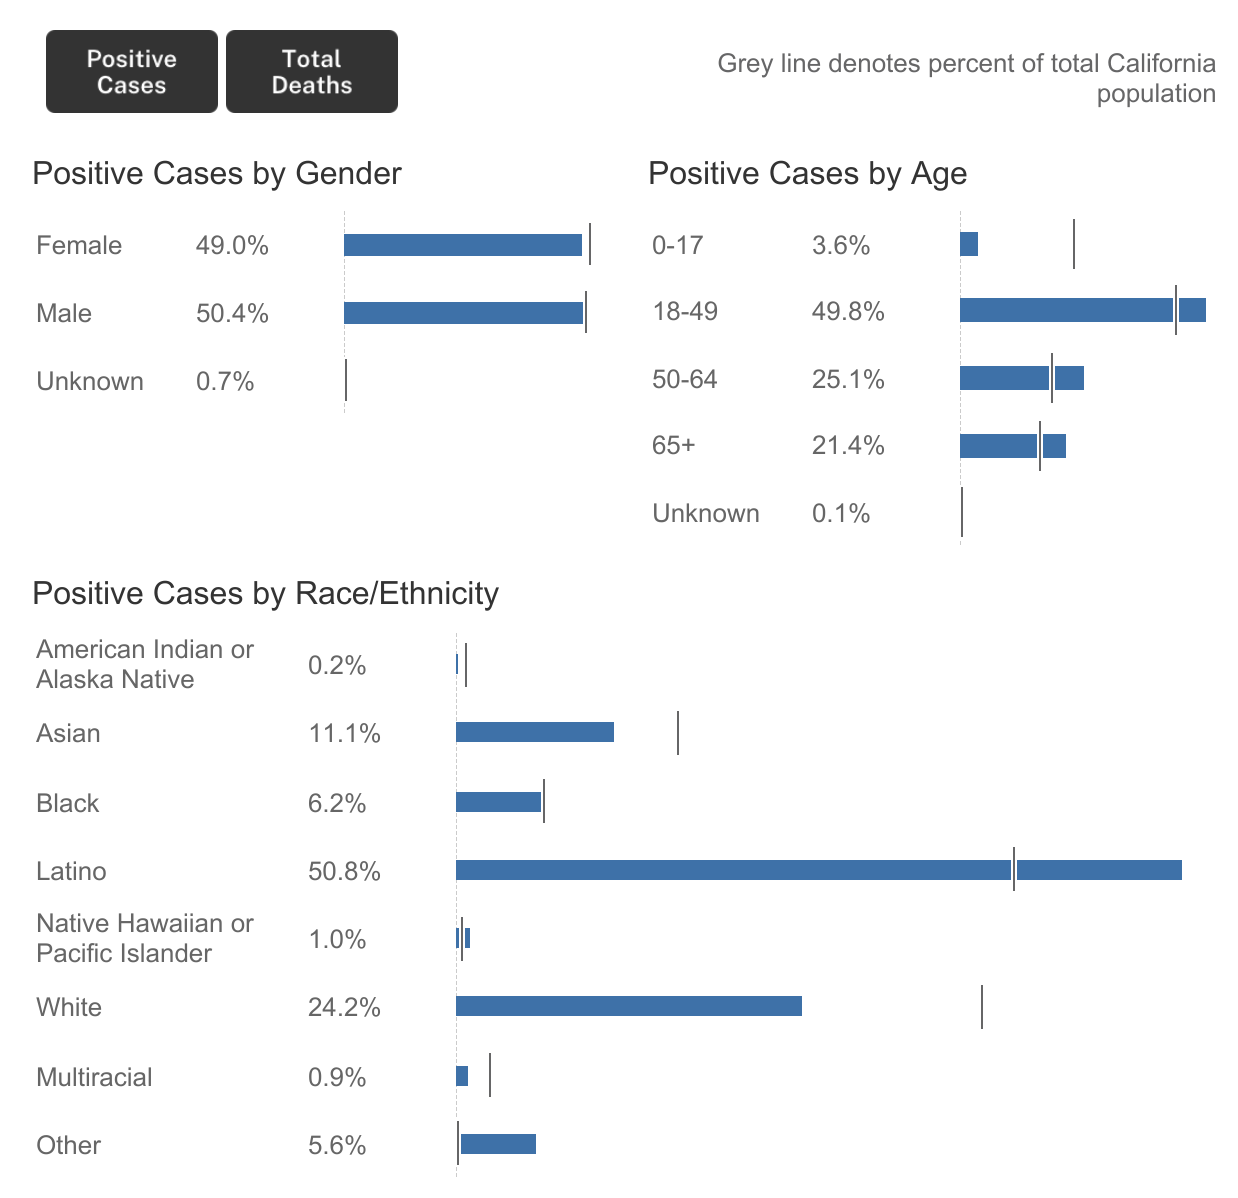 Positive
Cases
Total
Deaths
Grey line denotes percent of total California
population
Positive Cases by Gender
Female 49.0%
Male 50.4%
Unknown 0.7%
Positive Cases by Age
0-17 3.6%
18-49 49.8%
50-64 25.1%
65+ 21.4%
Unknown 0.1%
Positive Cases by Race/Ethnicity
American Indian or
Alaska Native
0.2%
Asian 11.1%
Black 6.2%
Latino 50.8%
Native Hawaiian or
Pacific Islander
1.0%
White 24.2%
Multiracial 0.9%
Other 5.6%